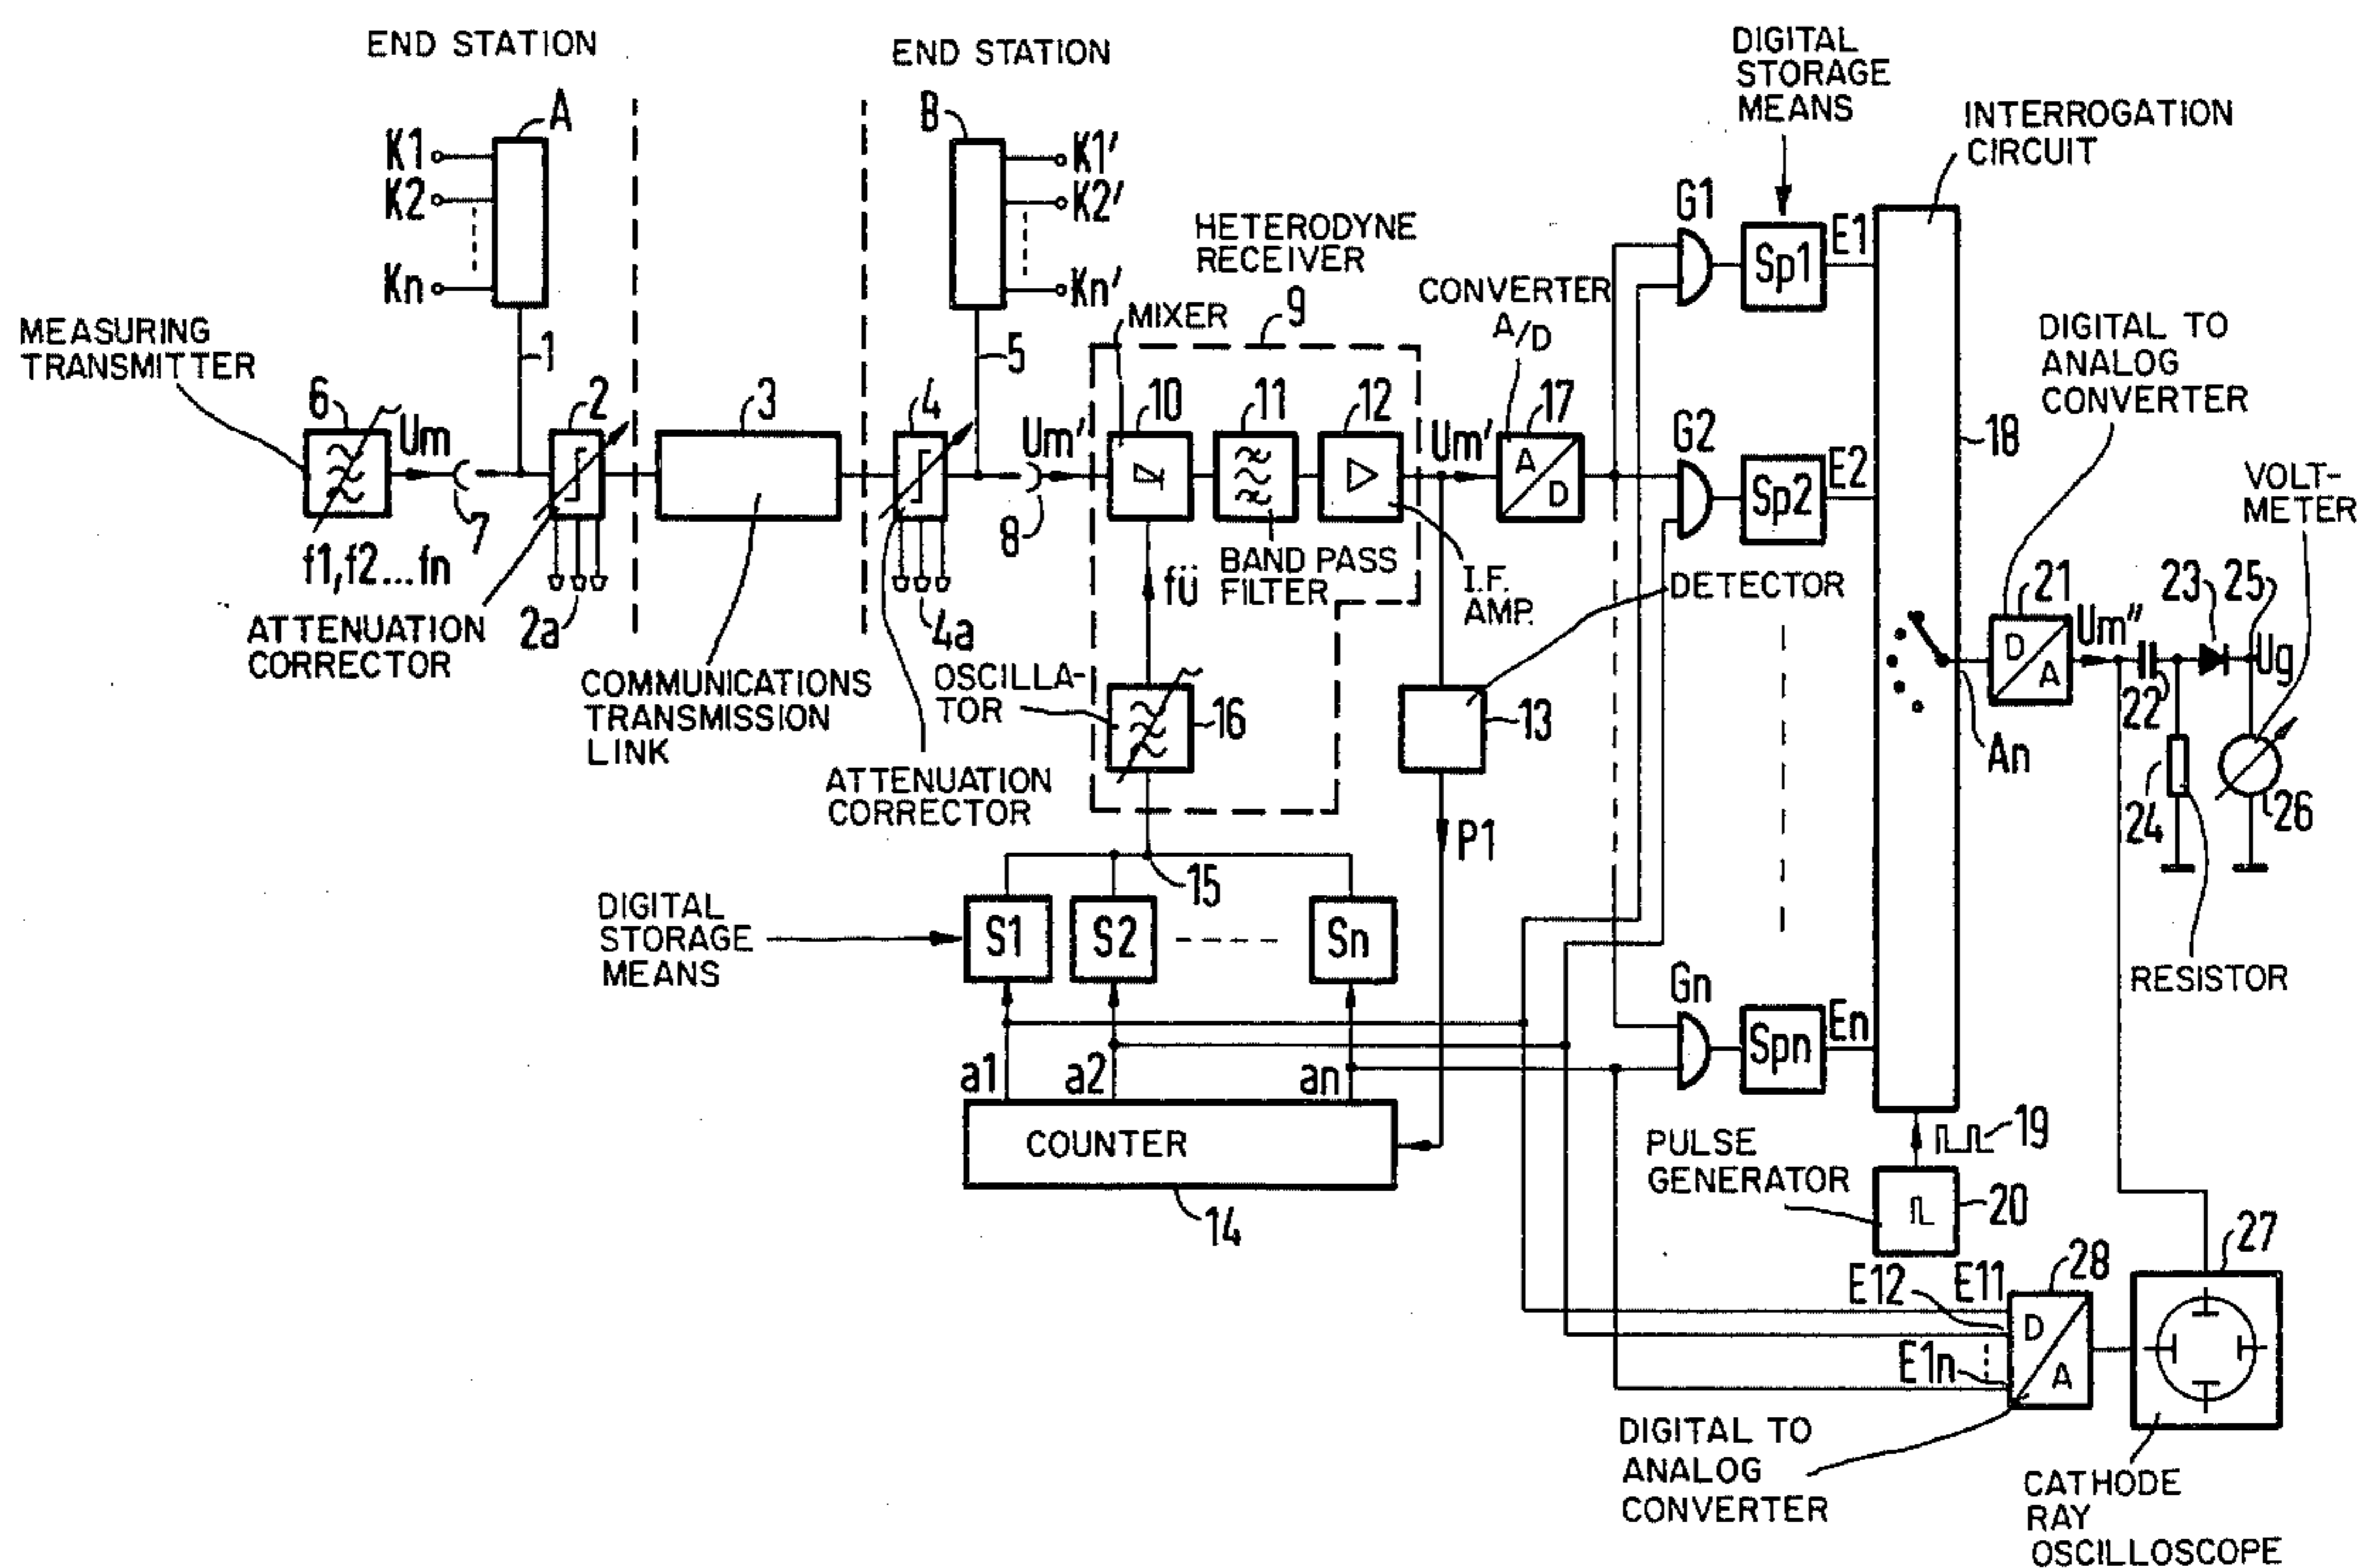 END STATION
END STATION
DIGITAL
STORAGE
MEANS
INTERROGATION
CIRCUIT
A
K1
K2
Kn
B
K1'
K2'
Kn'
HETERODYNE
RECEIVER
9
G1
Sp1
E1
MEASURING
TRANSMITTER
1
5
MIXER
CONVERTER
A/D
DIGITAL TO
ANALOG
CONVERTER
6
Um
7
f1,f2...fn
2
2a
3
4
4a
Um'
8
10
11
12
Um'
17
A
D
G2
Sp2
E2
18
VOLT-
METER
fü
BAND PASS
FILTER
I.F.
AMP.
DETECTOR
ATTENUATION
CORRECTOR
COMMUNICATIONS
TRANSMISSION
LINK
OSCILLA-
TOR
16
13
ATTENUATION
CORRECTOR
21
D
A
Um"
23
25
Ug
22
An
24
26
P1
15
DIGITAL
STORAGE
MEANS
S1
S2
Sn
RESISTOR
Gn
Spn
En
a1
a2
an
COUNTER
14
PULSE
GENERATOR
19
20
E12
E11
28
27
E1n
D
A
DIGITAL TO
ANALOG
CONVERTER
CATHODE
RAY
OSCILLOSCOPE